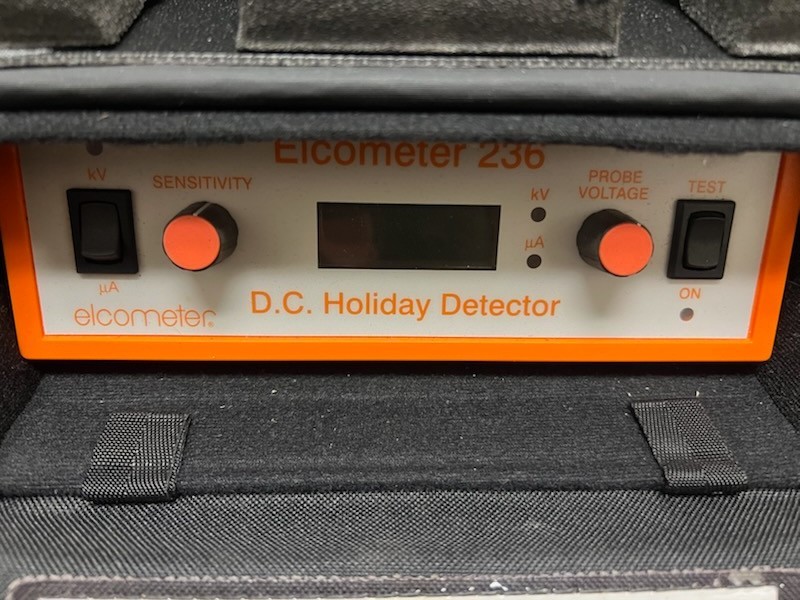 Elcometer 236
kV
SENSITIVITY
kV
PROBE
VOLTAGE
TEST
µA
µA
ON
elcometer®
D.C. Holiday Detector